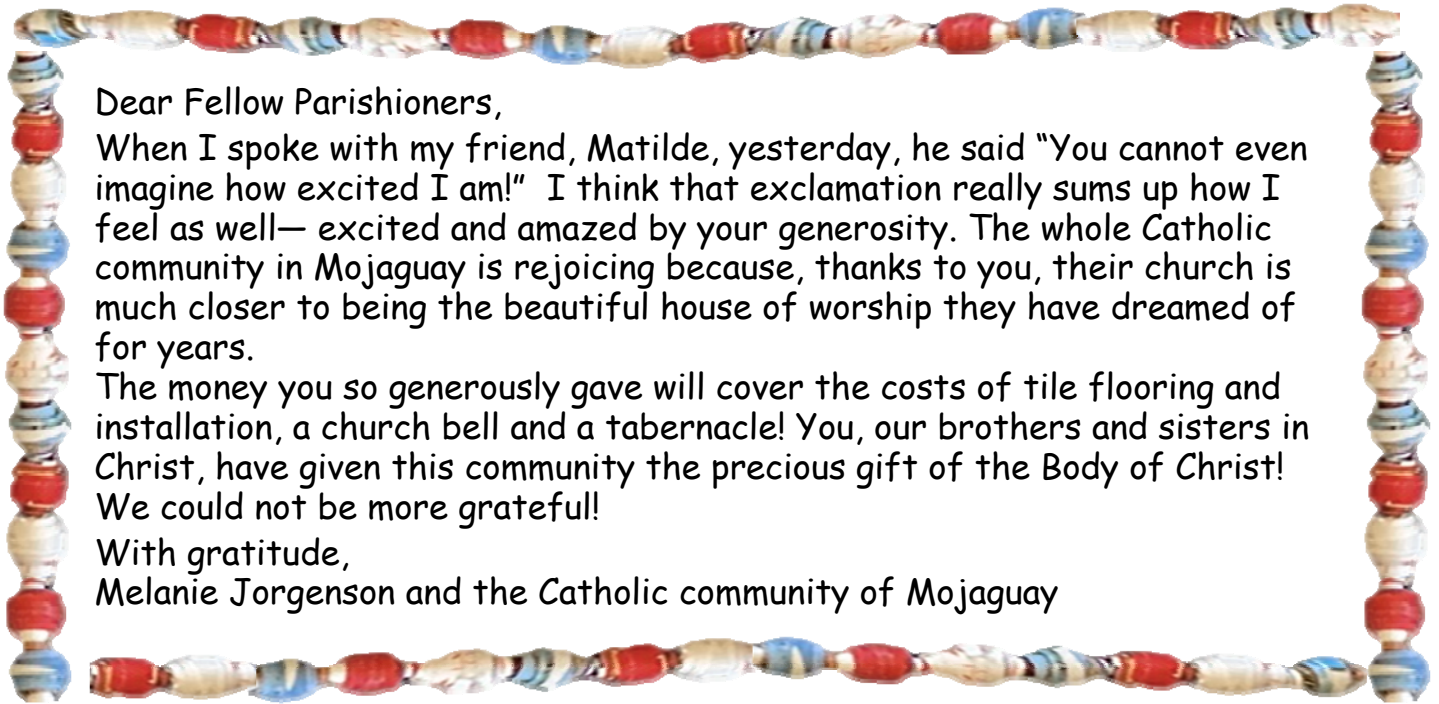 Dear Fellow Parishioners,
When I spoke with my friend, Matilde, yesterday, he said “You cannot even
imagine how excited I am!”  I think that exclamation really sums up how I
feel as well— excited and amazed by your generosity. The whole Catholic
community in Mojaguay is rejoicing because, thanks to you, their church is
much closer to being the beautiful house of worship they have dreamed of
for years.
The money you so generously gave will cover the costs of tile flooring and
installation, a church bell and a tabernacle! You, our brothers and sisters in
Christ, have given this community the precious gift of the Body of Christ!
We could not be more grateful!
With gratitude,
Melanie Jorgenson and the Catholic community of Mojaguay